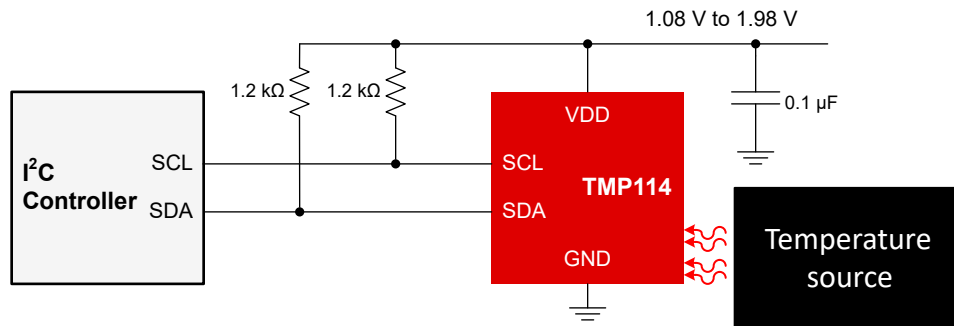 1.08 V to 1.98 V
1.2 kΩ
1.2 kΩ
0.1 µF
VDD
I²C
Controller
SCL
SDA
SCL
TMP114
SDA
GND
Temperature
source